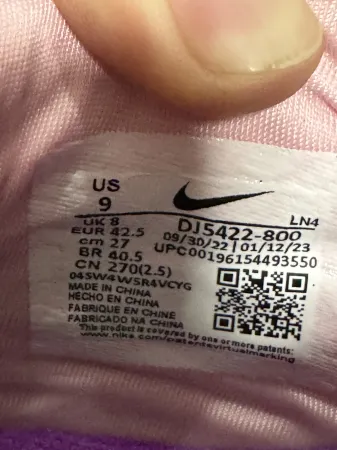 US
9
LN4
UK 8
DJ5422-800
EUR 42.5
09/30/22 | 01/12/23
cm 27
UPC00196154493550
BR 40.5
CN 270(2.5)
04SW4W5R4VCYG
MADE IN CHINA
HECHO EN CHINA
FABRIQUE EN CHINE
FABRICADO NA CHINA
This product is covered by one or more patents:
www.nike.com/patentsvirtualmarking